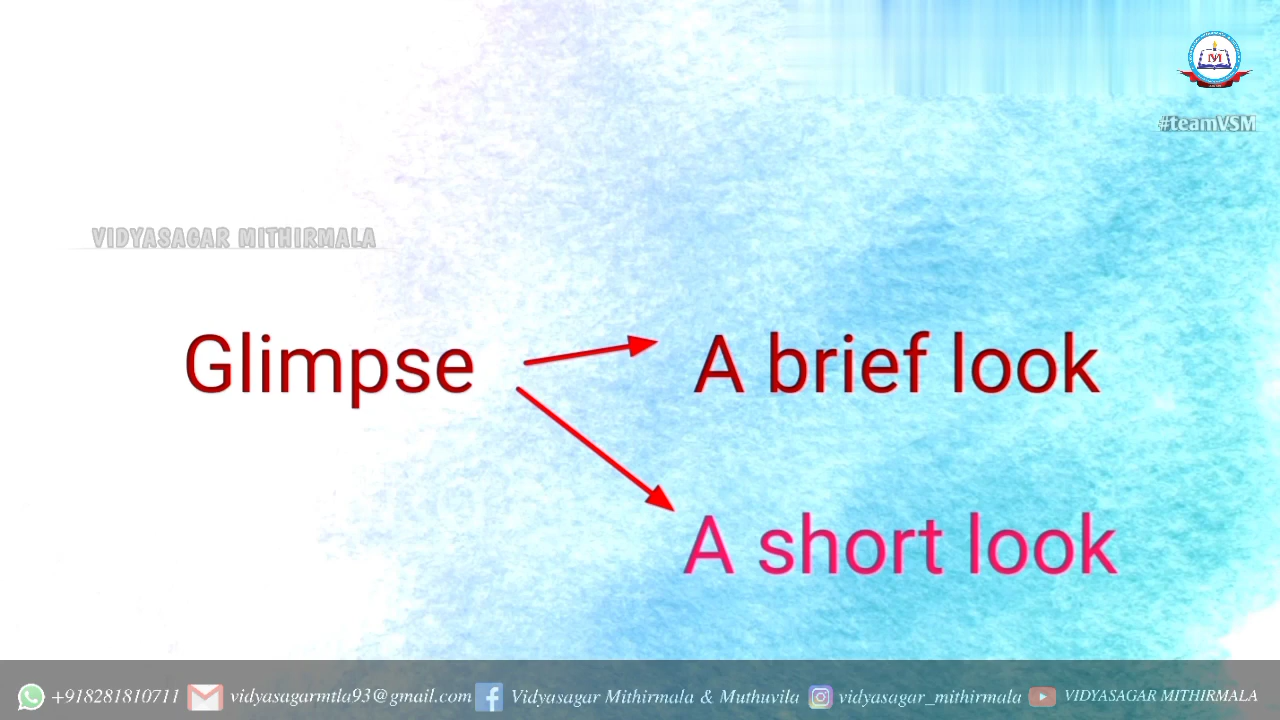 #teamVSM
VIDYASAGAR MITHIRMALA
Glimpse
A brief look
A short look
+918281810711 vidyasagarmtla93@gmail.com Vidyasagar Mithirmala & Muthuvila vidyasagar_mithirmala VIDYASAGAR MITHIRMALA